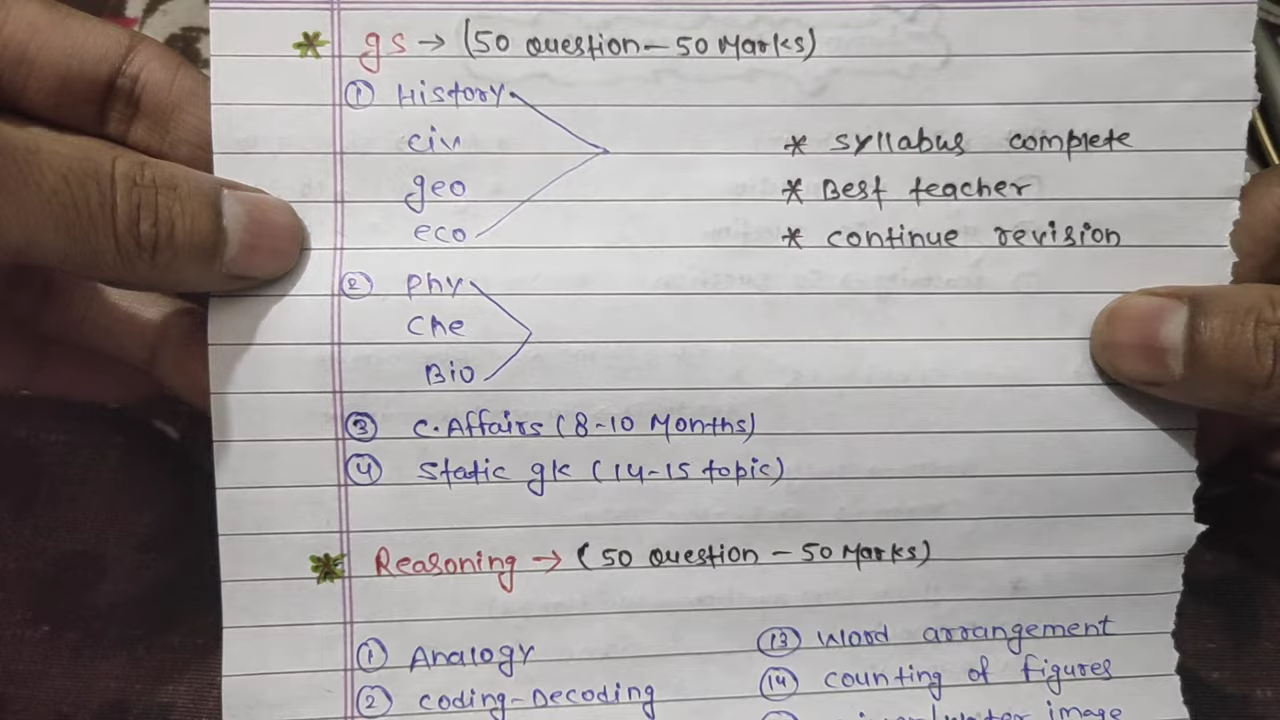 * gs → (50 question - 50 Marks)
① History
civ
geo
eco
* syllabus complete
* Best teacher
* continue revision
② Phy
Che
Bio
③ C. Affairs (8-10 Months)
④ Static gk (14-15 topic)
* Reasoning → (50 question - 50 Marks)
① Analogy
② Coding-Decoding
⑬ Word arrangement
⑭ counting of figures
image